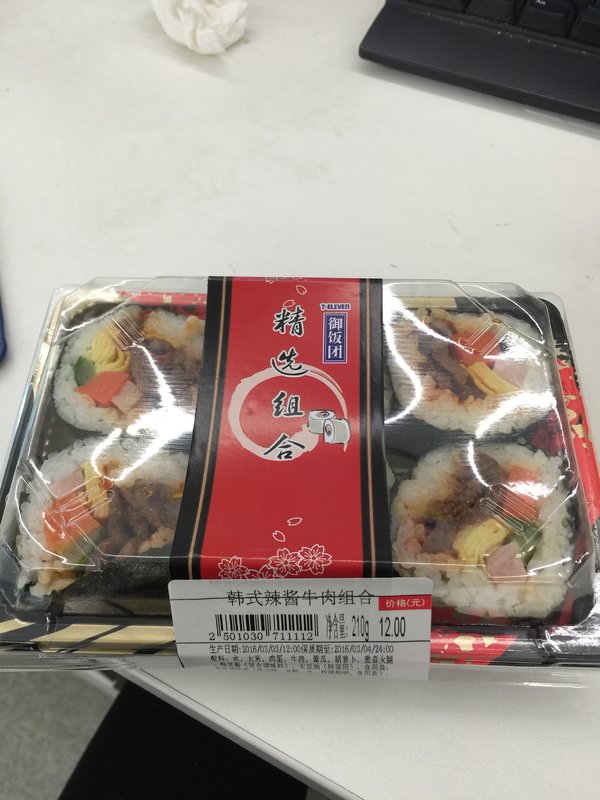 7-ELEVEN
御饭团
精选组合
韩式辣酱牛肉组合
价格(元)
2 501030 711112
净含量: 210g 12.00
生产日期:2016/03/03/12:00保质期至:2016/03/04/24:00
配料: 水, 大米, 鸡蛋, 牛肉, 黄瓜, 胡萝卜,